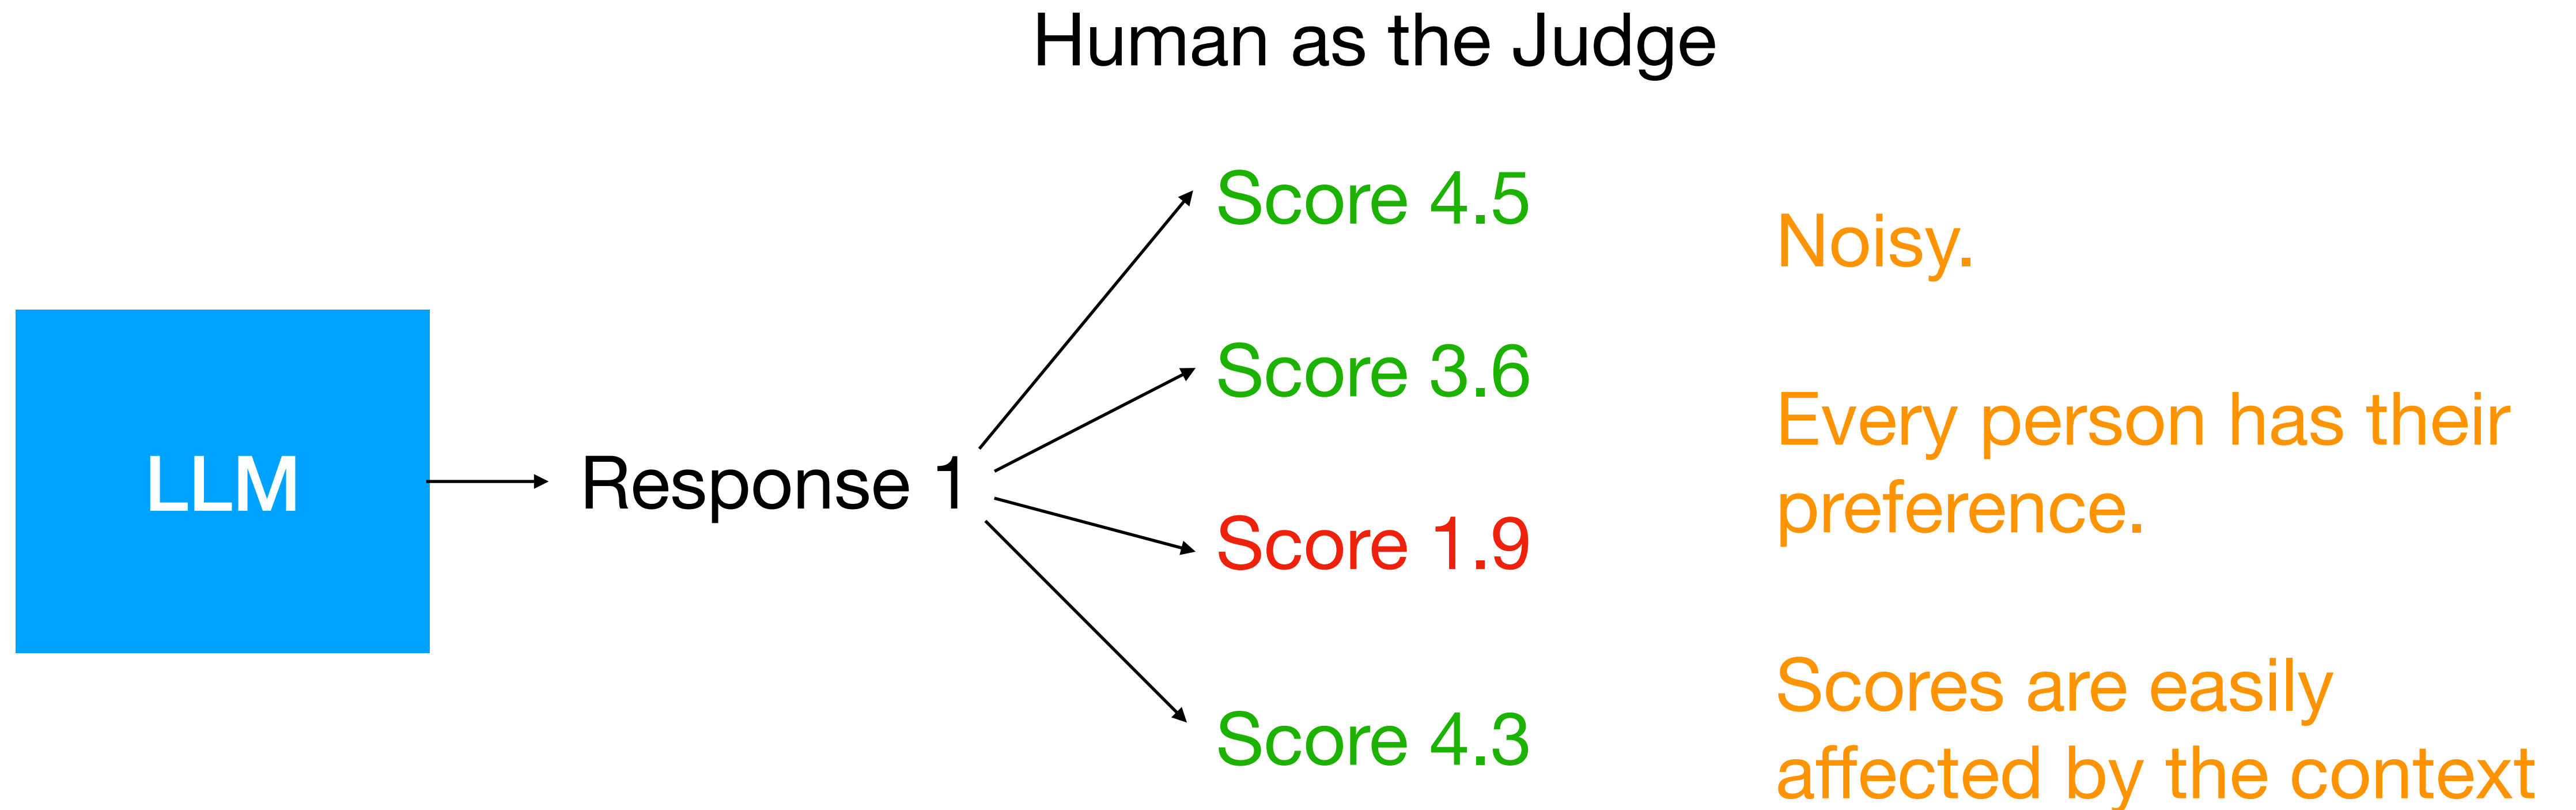 Human as the Judge
LLM
Response 1
Score 4.5
Score 3.6
Score 1.9
Score 4.3
Noisy.
Every person has their
preference.
Scores are easily
affected by the context